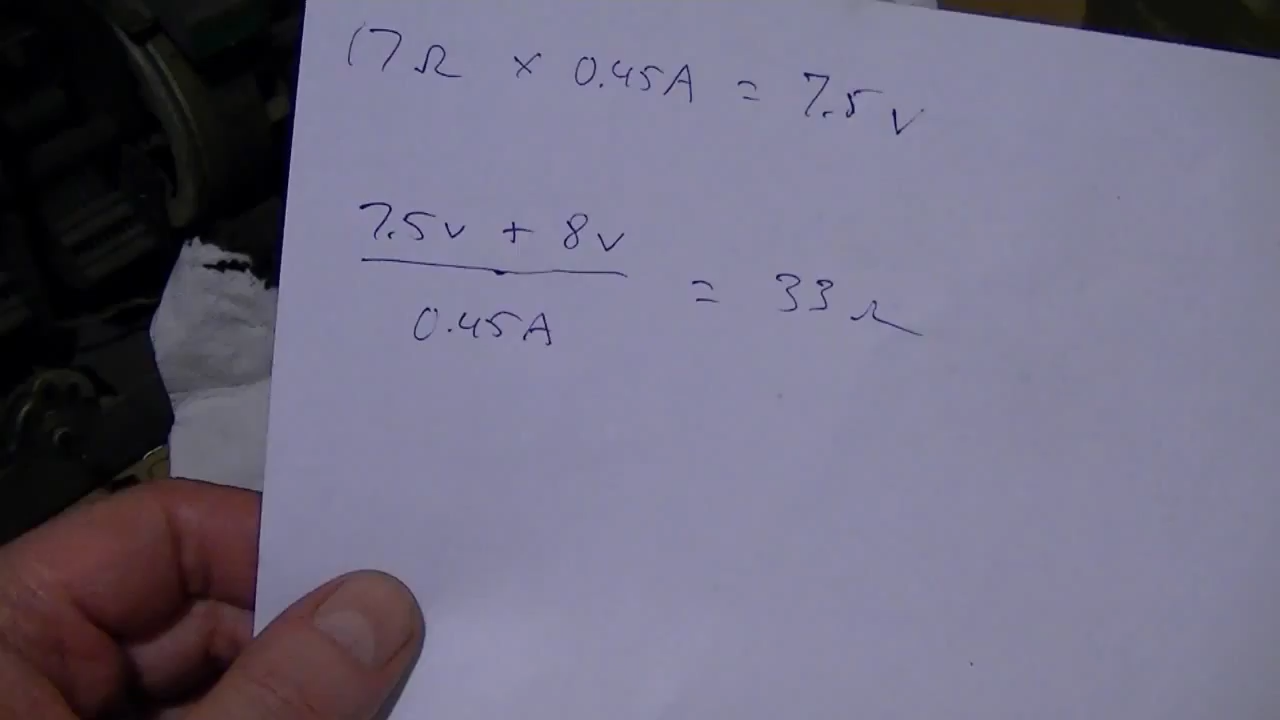 17Ω × 0.45A = 7.5v
7.5v + 8v
0.45A
= 33Ω